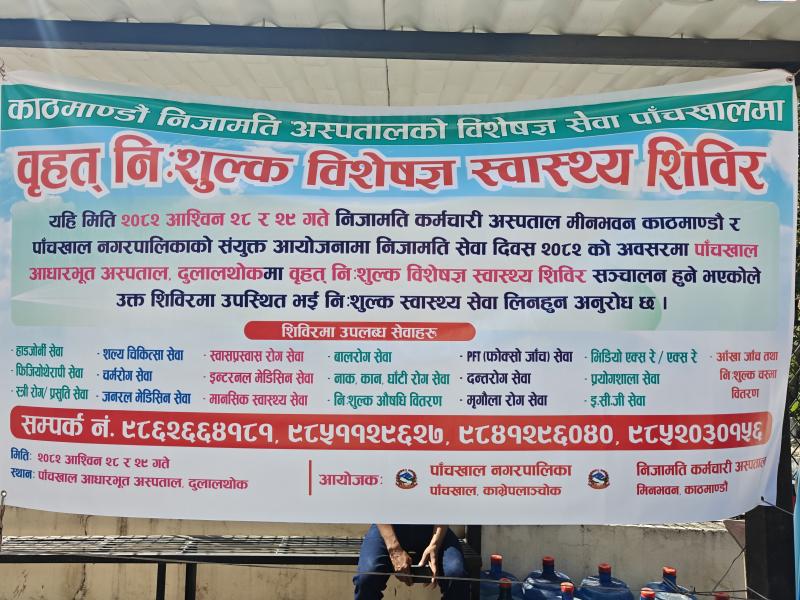 काठमाण्डौं निजामति अस्पतालको विशेषज्ञ सेवा पाँचखालमा
वृहत् नि:शुल्क विशेषज्ञ स्वास्थ्य शिविर
यहि मिति २०८२ आश्विन २८ र २९ गते निजामति कर्मचारी अस्पताल मीनभवन काठमाण्डौ र
पाँचखाल नगरपालिकाको संयुक्त आयोजनामा निजामति सेवा दिवस २०८२ को अवसरमा पाँचखाल
आधारभूत अस्पताल, दुलालथोकमा वृहत् नि:शुल्क विशेषज्ञ स्वास्थ्य शिविर सञ्चालन हुने भएकोले
उक्त शिविरमा उपस्थित भई नि:शुल्क स्वास्थ्य सेवा लिनहुन अनुरोध छ ।
शिविरमा उपलब्ध सेवाहरु
· हाडजोर्नी सेवा · शल्य चिकित्सा सेवा · स्वासप्रस्वास रोग सेवा · बालरोग सेवा · PFT (फोक्सो जाँच) सेवा · भिडियो एक्स रे / एक्स रे · आँखा जाँच तथा
· फिजियोथेरापी सेवा · चर्मरोग सेवा · इन्टरनल मेडिसिन सेवा · नाक, कान, घाँटी रोग सेवा · दन्तरोग सेवा · प्रयोगशाला सेवा नि:शुल्क चस्मा
· स्त्री रोग/ प्रसुति सेवा · जनरल मेडिसिन सेवा · मानसिक स्वास्थ्य सेवा · नि:शुल्क औषधि वितरण · मृगौला रोग सेवा · इ.सी.जी सेवा वितरण
सम्पर्क नं. ९८६२६६४१८१, ९८५११२९६२७, ९८४१२९६०४०, ९८५२०३०१५६
मिति: २०८२ आश्विन २८ र २९ गते
स्थान: पाँचखाल आधारभूत अस्पताल, दुलालथोक
आयोजक:
पाँचखाल नगरपालिका
पाँचखाल, काभ्रेपलाञ्चोक
निजामति कर्मचारी अस्पताल
मिनभवन, काठमाण्डौ